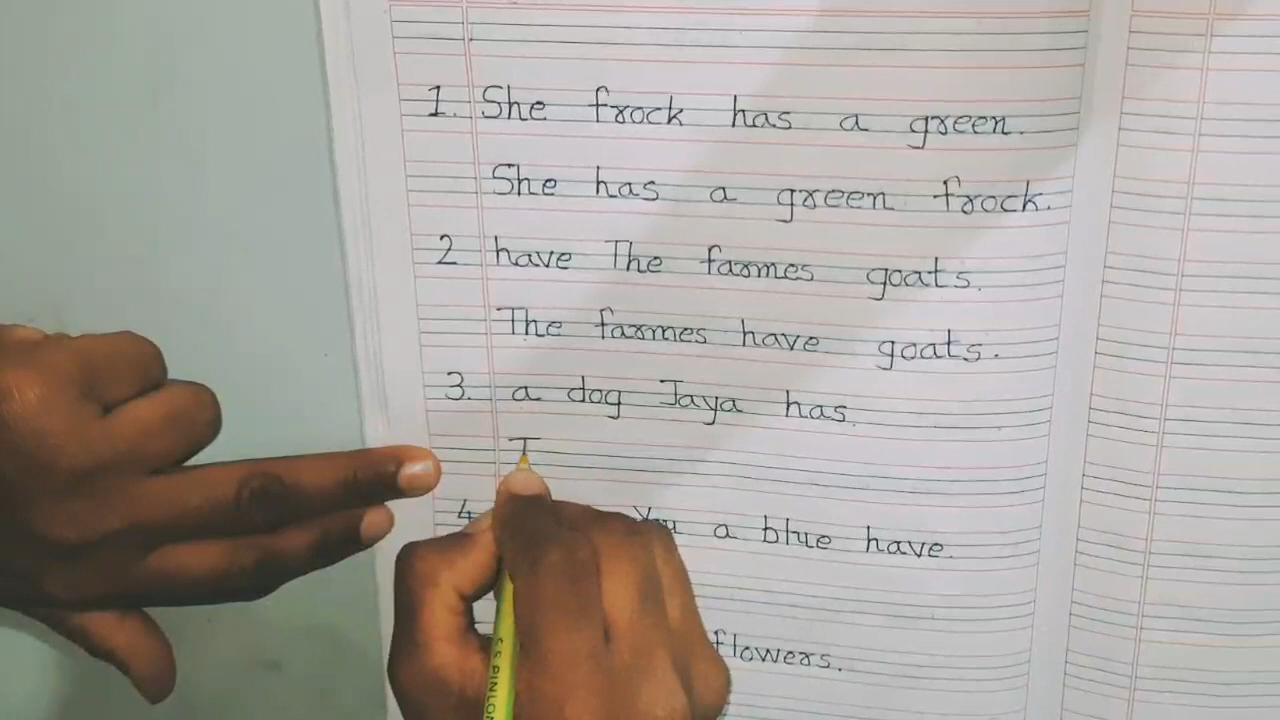 1. She frock has a green.
She has a green frock.
2 have The farmes goats.
The farmes have goats.
3. a dog Jaya has.
4. You a blue have
flowers.